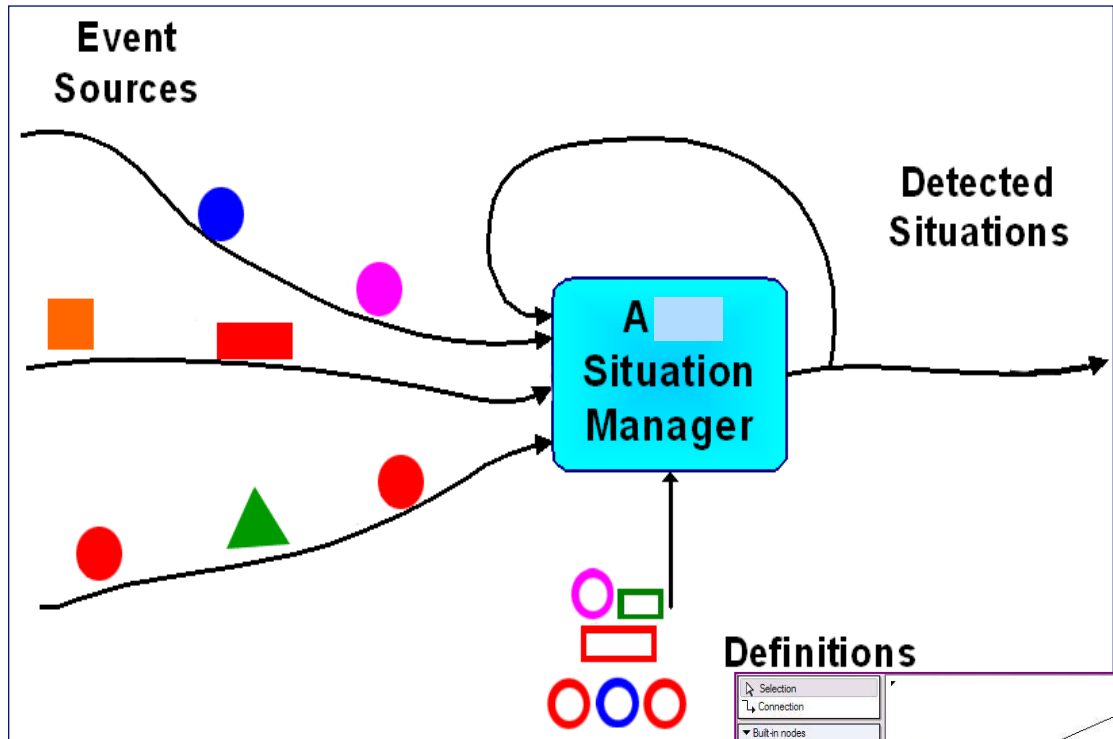 Event
Sources
Detected
Situations
A
Situation
Manager
Definitions
Selection
Connection
Built-in nodes